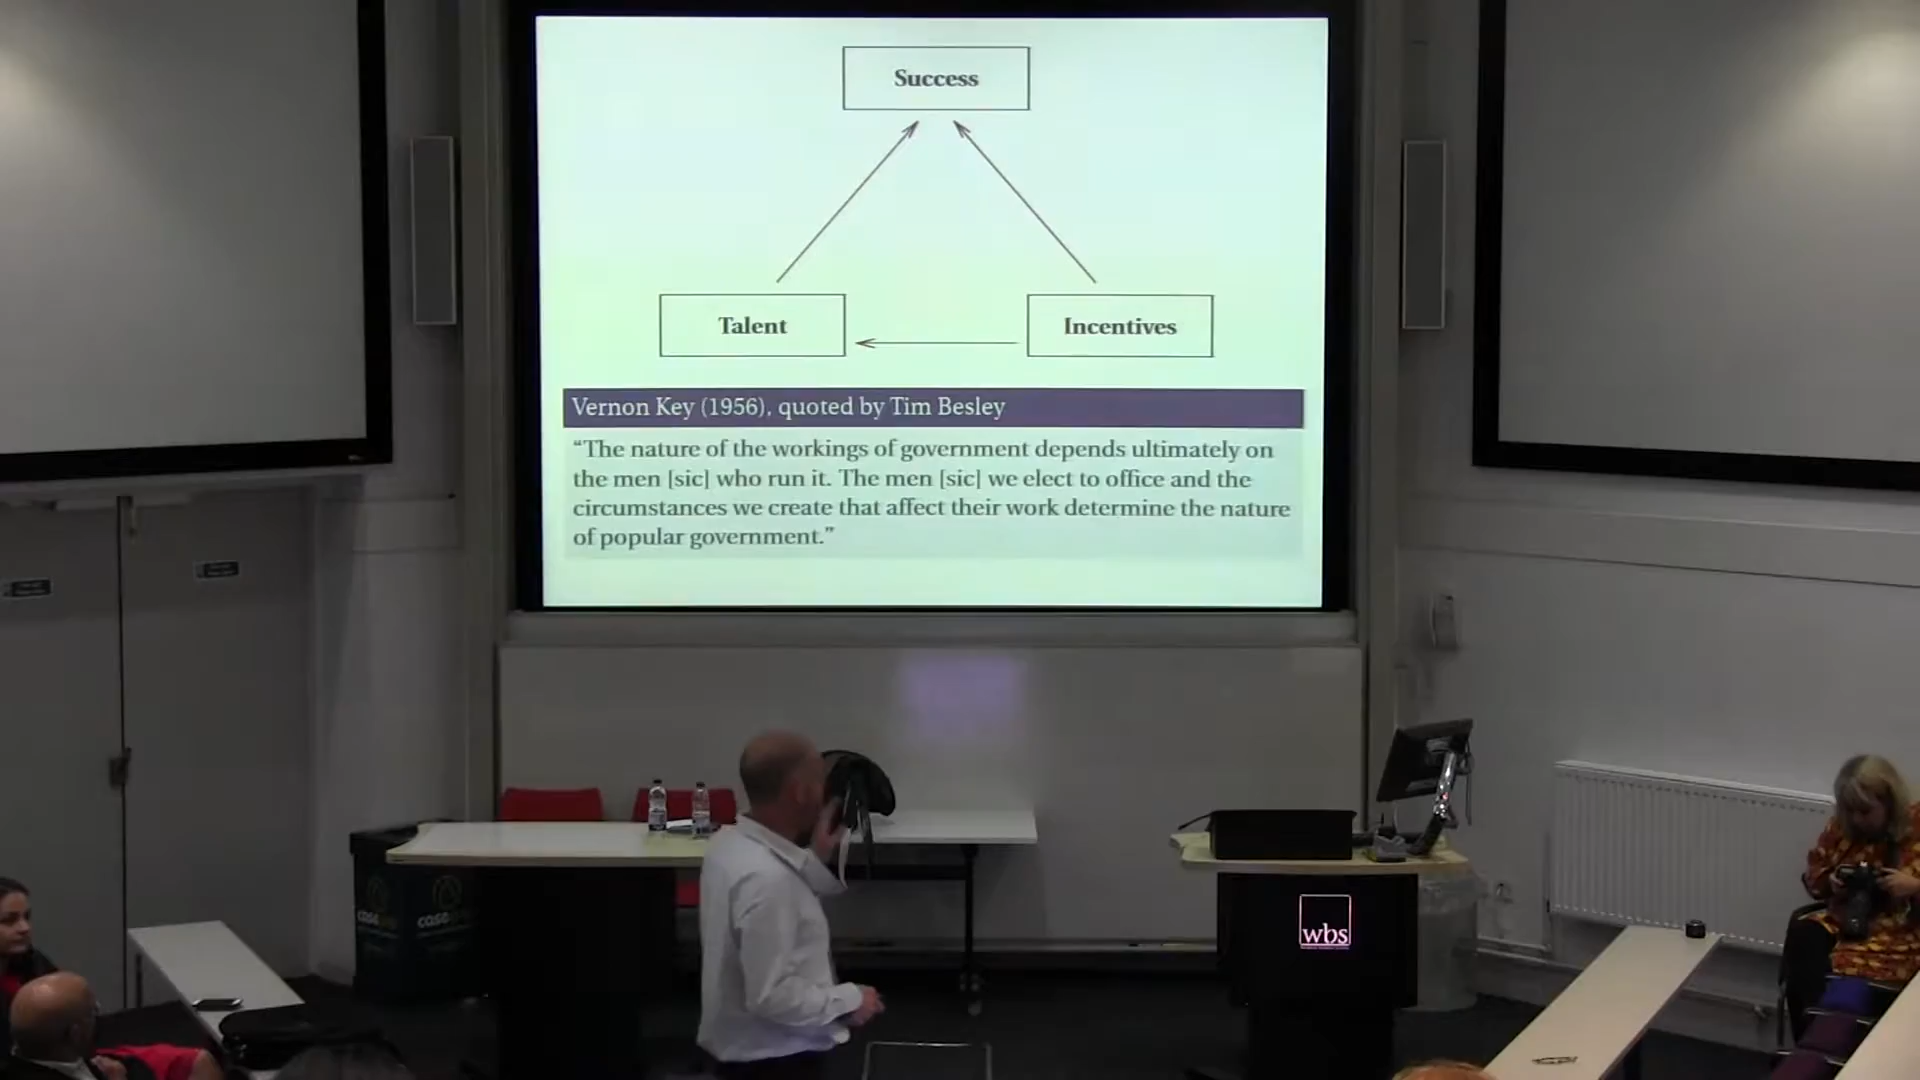 Success
Talent
Incentives
Vernon Key (1956), quoted by Tim Besley
“The nature of the workings of government depends ultimately on
the men [sic] who run it. The men [sic] we elect to office and the
circumstances we create that affect their work determine the nature
of popular government.”
wbs